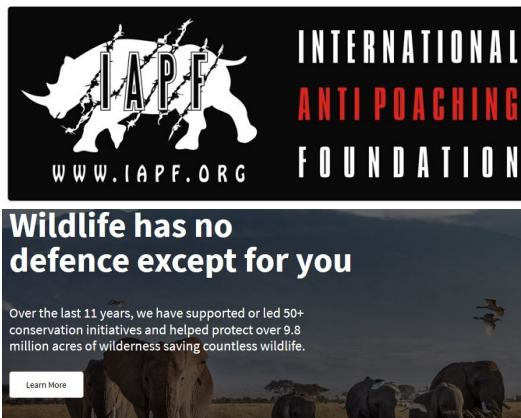 IAPF
WWW.IAPF.ORG
INTERNATIONAL
ANTI POACHING
FOUNDATION
Wildlife has no
defence except for you
Over the last 11 years, we have supported or led 50+
conservation initiatives and helped protect over 9.8
million acres of wilderness saving countless wildlife.
Learn More